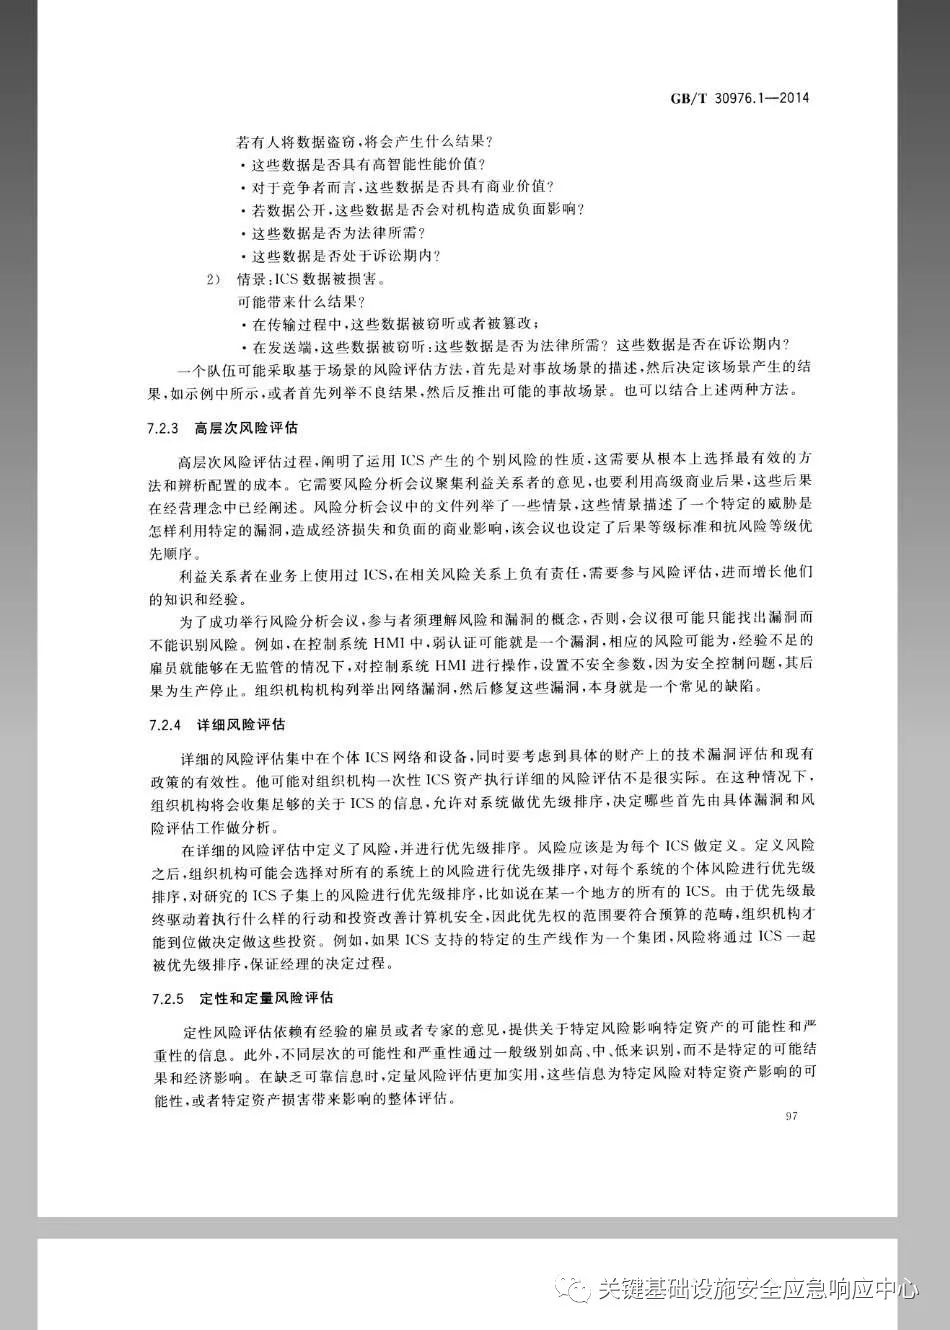 GB/T 30976.1—2014
若有人将数据盗窃,将会产生什么结果?
·这些数据是否具有高智能性能价值?
·对于竞争者而言,这些数据是否具有商业价值?
·若数据公开,这些数据是否会对机构造成负面影响?
·这些数据是否为法律所需?
·这些数据是否处于诉讼期内?
2) 情景:ICS 数据被损害。
可能带来什么结果?
·在传输过程中,这些数据被窃听或者被篡改;
·在发送端,这些数据被窃听:这些数据是否为法律所需? 这些数据是否在诉讼期内?
一个队伍可能采取基于场景的风险评估方法,首先是对事故场景的描述,然后决定该场景产生的结
果,如示例中所示,或者首先列举不良结果,然后反推出可能的事故场景。也可以结合上述两种方法。
7.2.3 高层次风险评估
高层次风险评估过程,阐明了运用 ICS 产生的个别风险的性质,这需要从根本上选择最有效的方
法和辨析配置的成本。它需要风险分析会议聚集利益关系者的意见,也要利用高级商业后果,这些后果
在经营理念中已经阐述。风险分析会议中的文件列举了一些情景,这些情景描述了一个特定的威胁是
怎样利用特定的漏洞,造成经济损失和负面的商业影响,该会议也设定了后果等级标准和抗风险等级优
先顺序。
利益关系者在业务上使用过 ICS,在相关风险关系上负有责任,需要参与风险评估,进而增长他们
的知识和经验。
为了成功举行风险分析会议,参与者须理解风险和漏洞的概念,否则,会议很可能只能找出漏洞而
不能识别风险。例如,在控制系统 HMI 中,弱认证可能就是一个漏洞,相应的风险可能为,经验不足的
雇员就能够在无监管的情况下,对控制系统 HMI 进行操作,设置不安全参数,因为安全控制问题,其后
果为生产停止。组织机构机构列举出网络漏洞,然后修复这些漏洞,本身就是一个常见的缺陷。
7.2.4 详细风险评估
详细的风险评估集中在个体 ICS 网络和设备,同时要考虑到具体的财产上的技术漏洞评估和现有
政策的有效性。他可能对组织机构一次性 ICS 资产执行详细的风险评估不是很实际。在这种情况下,
组织机构将会收集足够的关于 ICS 的信息,允许对系统做优先级排序,决定哪些首先由具体漏洞和风
险评估工作做分析。
在详细的风险评估中定义了风险,并进行优先级排序。风险应该是为每个 ICS 做定义。定义风险
之后,组织机构可能会选择对所有的系统上的风险进行优先级排序,对每个系统的个体风险进行优先级
排序,对研究的 ICS 子集上的风险进行优先级排序,比如说在某一个地方的所有的 ICS。由于优先级最
终驱动着执行什么样的行动和投资改善计算机安全,因此优先权的范围要符合预算的范畴,组织机构才
能到位做决定做这些投资。例如,如果 ICS 支持的特定的生产线作为一个集团,风险将通过 ICS 一起
被优先级排序,保证经理的决定过程。
7.2.5 定性和定量风险评估
定性风险评估依赖有经验的雇员或者专家的意见,提供关于特定风险影响特定资产的可能性和严
重性的信息。此外,不同层次的可能性和严重性通过一般级别如高、中、低来识别,而不是特定的可能结
果和经济影响。在缺乏可靠信息时,定量风险评估更加实用,这些信息为特定风险对特定资产影响的可
能性,或者特定资产损害带来影响的整体评估。
97
关键基础设施安全应急响应中心